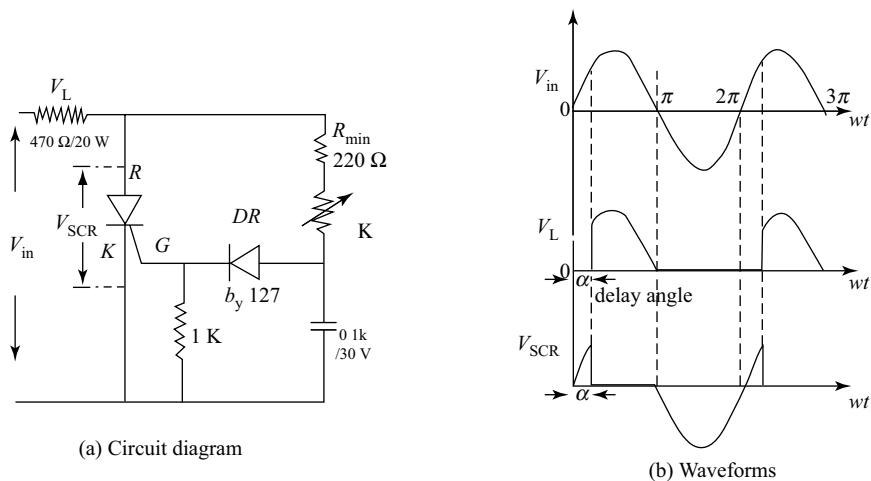 V_L
470 Ω/20 W
R_min
220 Ω
R
V_SCR
V_in
K
G
DR
K
b_y 127
1 K
0 1k
/30 V
(a) Circuit diagram
V_in
0
π
2π
3π
wt
V_L
0
α
delay angle
wt
V_SCR
α
wt
(b) Waveforms